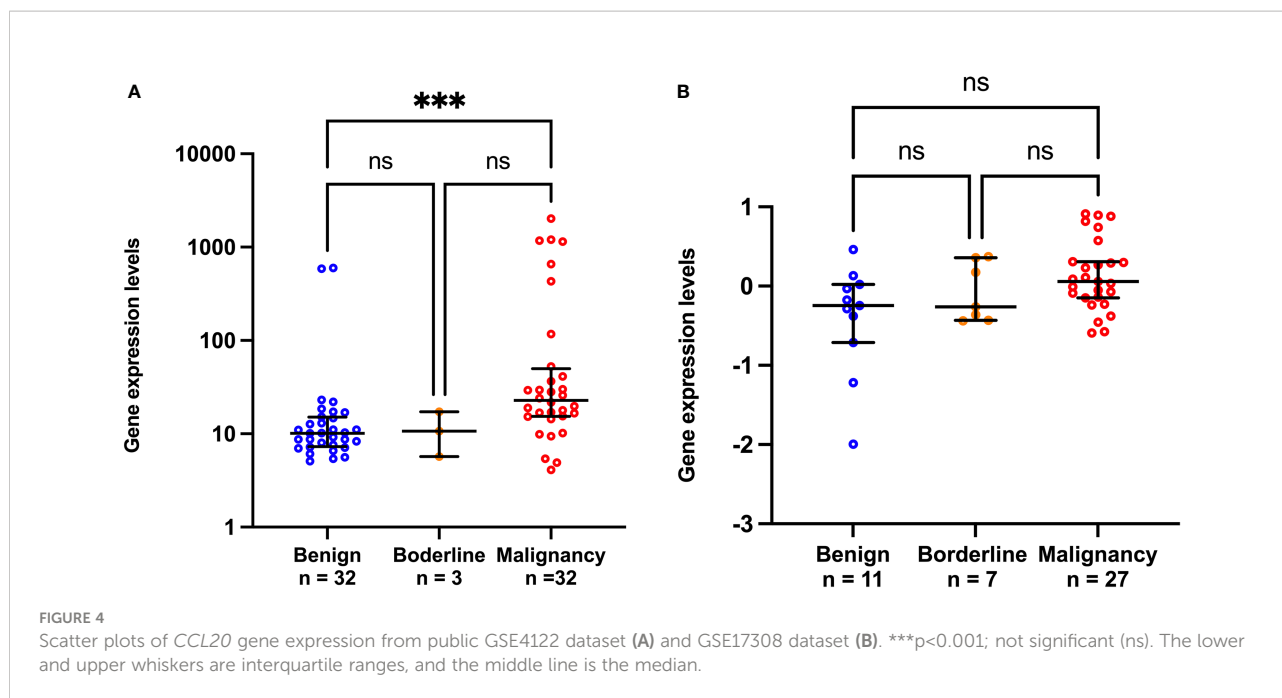 A
B
***
ns
ns
ns
ns
ns
10000
1000
100
10
1
Gene expression levels
Benign
n = 32
Boderline
n = 3
Malignancy
n =32
1
0
-1
-2
-3
Gene expression levels
Benign
n = 11
Borderline
n = 7
Malignancy
n = 27
FIGURE 4
Scatter plots of CCL20 gene expression from public GSE4122 dataset (A) and GSE17308 dataset (B). ***p<0.001; not significant (ns). The lower
and upper whiskers are interquartile ranges, and the middle line is the median.